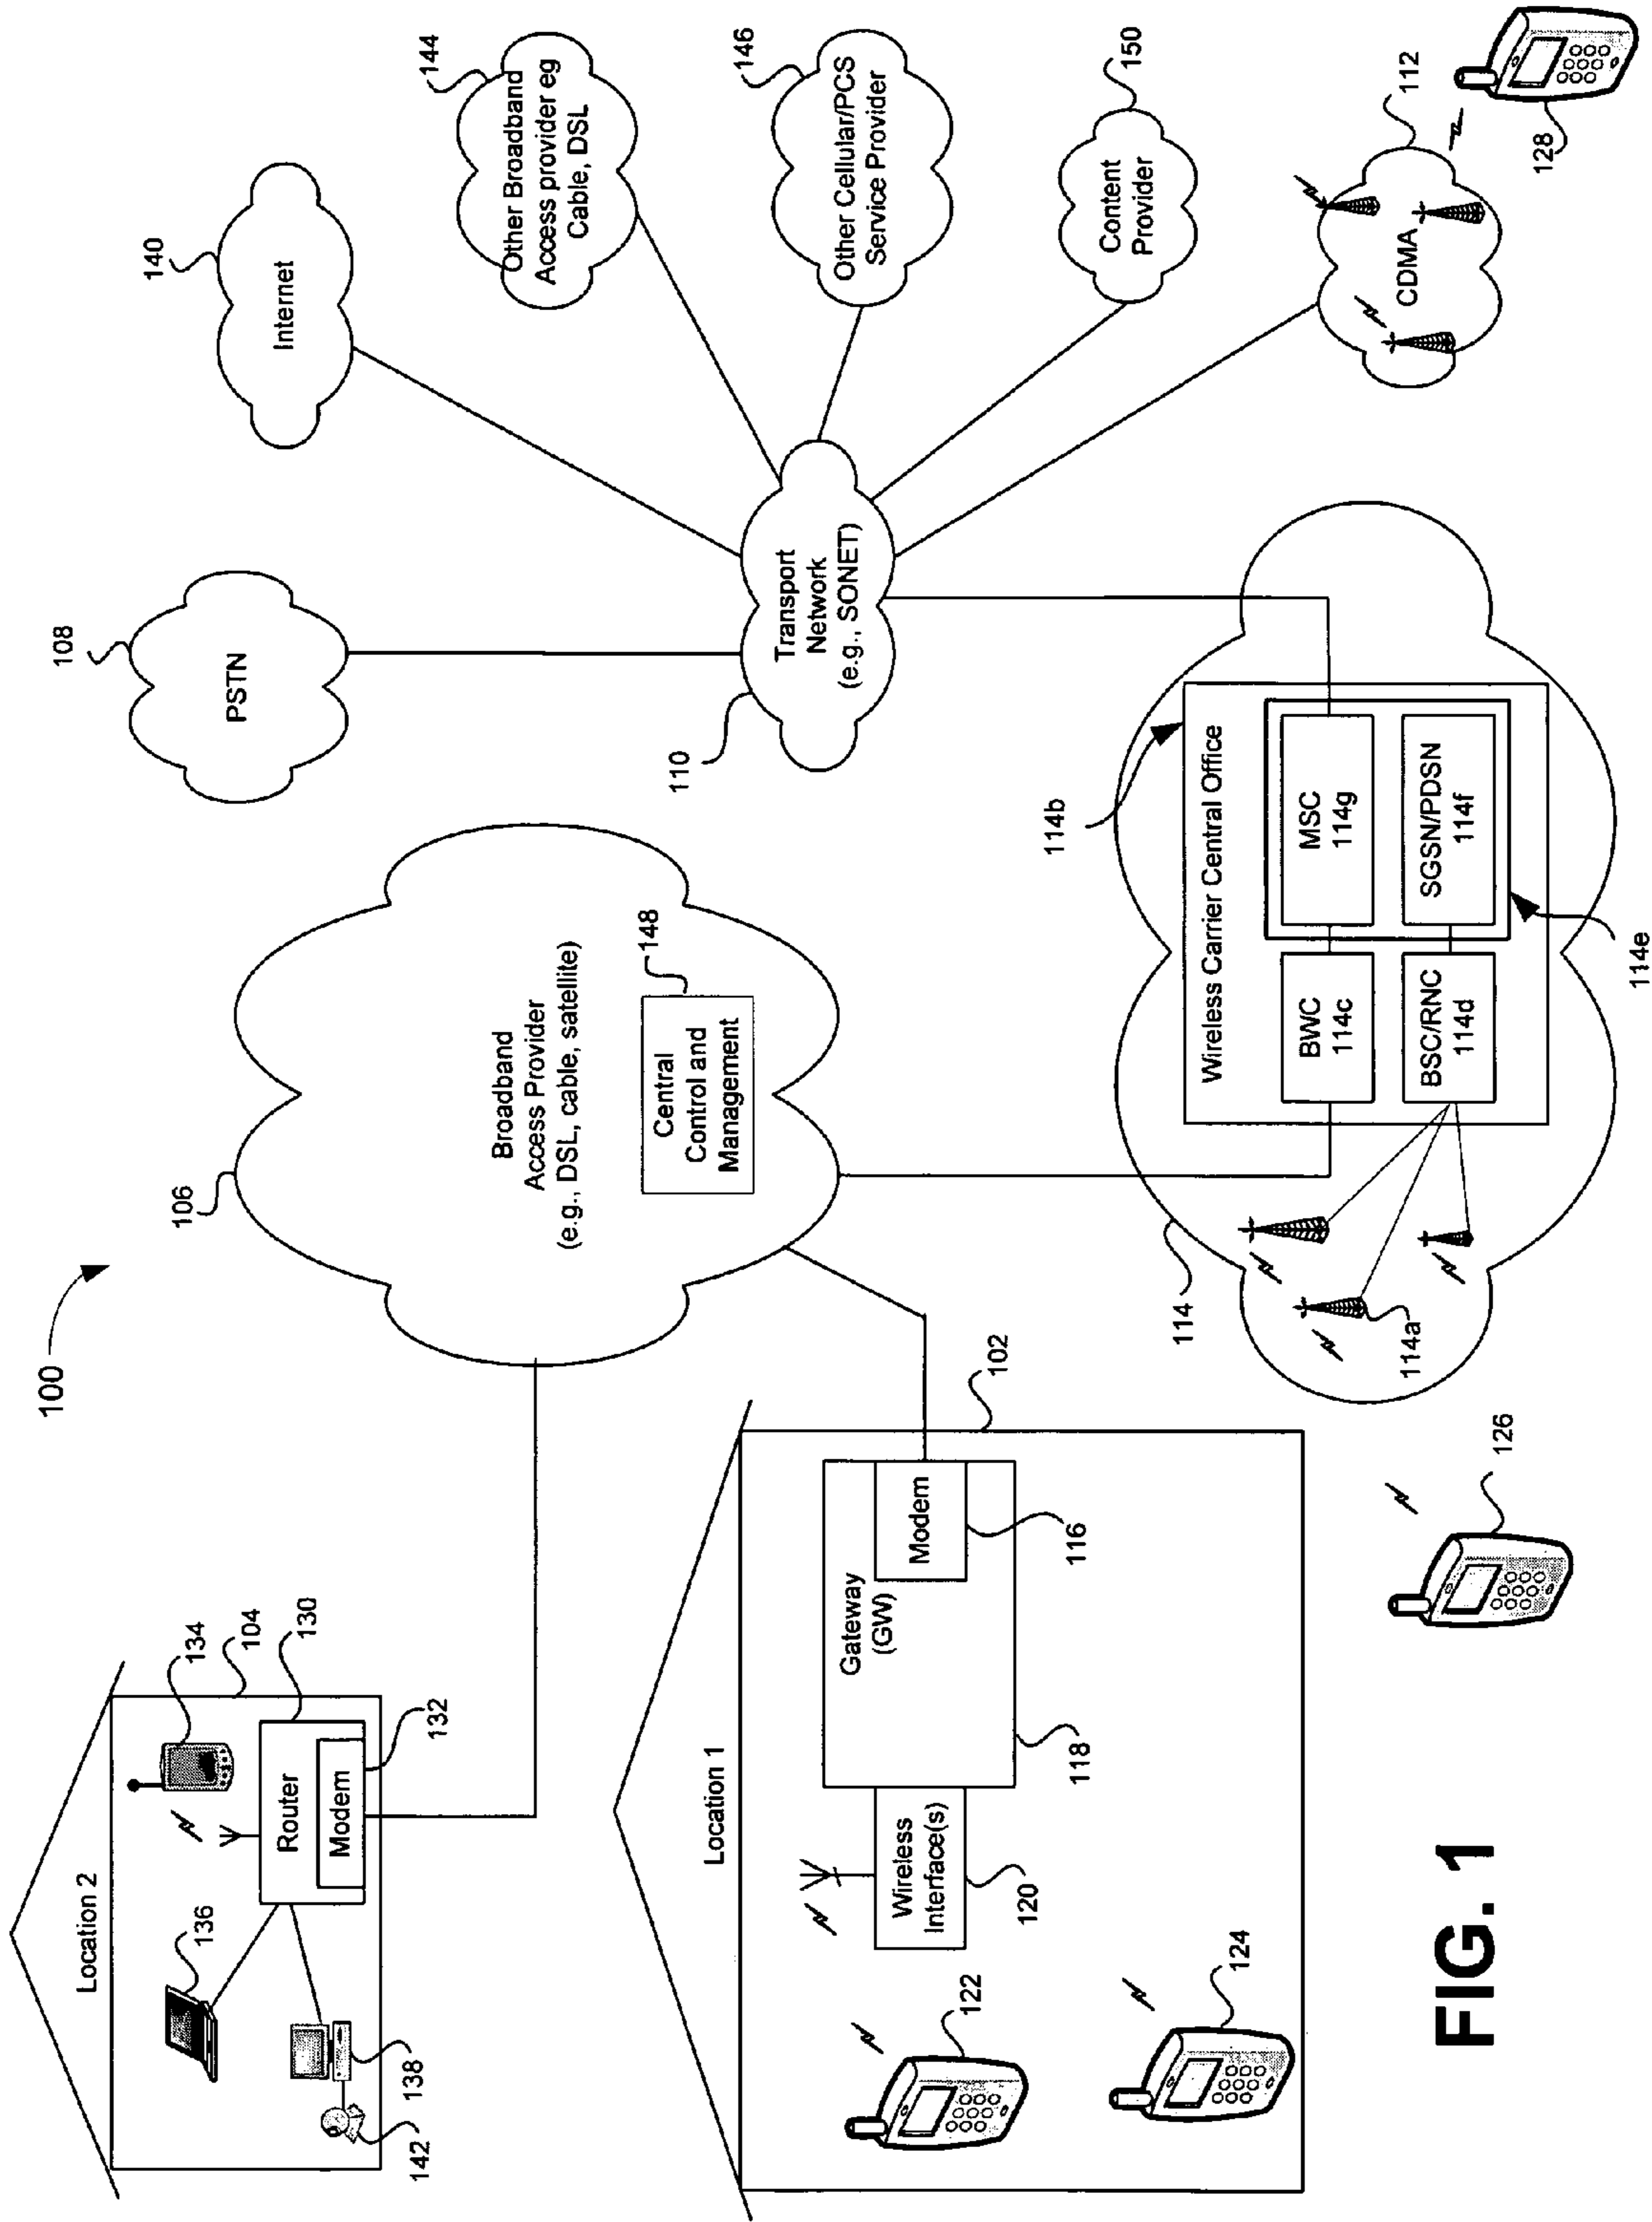 100
Location 2
136
134
104
130
Router
Modem
132
138
142
106
Broadband
Access Provider
(e.g., DSL, cable, satellite)
Central
Control and
Management
148
108
PSTN
140
Internet
144
Other Broadband
Access provider eg
Cable, DSL
146
Other Cellular/PCS
Service Provider
150
Content
Provider
110
Transport
Network
(e.g., SONET)
112
CDMA
128
Location 1
102
Gateway
(GW)
Modem
116
118
Wireless
Interface(s)
120
122
124
126
114
114a
114b
Wireless Carrier Central Office
BWC
114c
MSC
114g
BSC/RNC
114d
SGSN/PDSN
114f
114e
FIG. 1